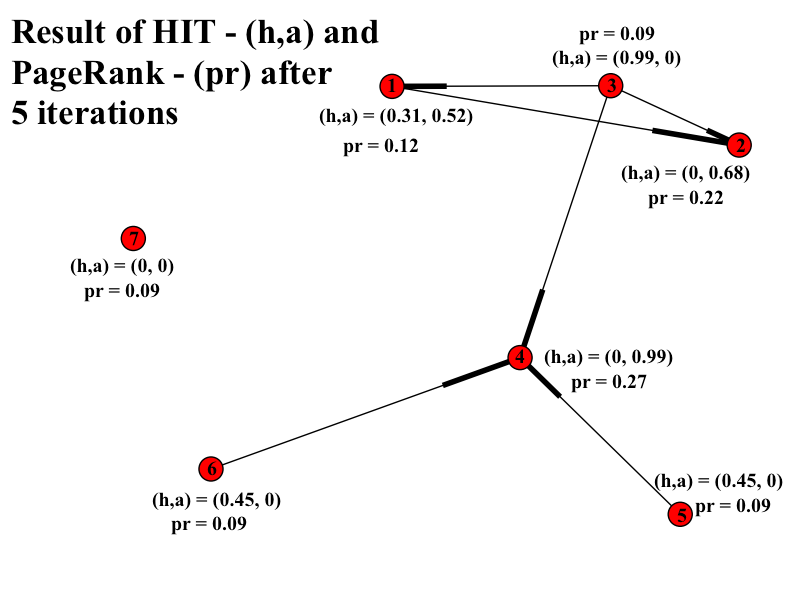 Result of HIT - (h,a) and
PageRank - (pr) after
5 iterations
pr = 0.09
(h,a) = (0.99, 0)
1
3
(h,a) = (0.31, 0.52)
pr = 0.12
2
(h,a) = (0, 0.68)
pr = 0.22
7
(h,a) = (0, 0)
pr = 0.09
4
(h,a) = (0, 0.99)
pr = 0.27
6
(h,a) = (0.45, 0)
pr = 0.09
(h,a) = (0.45, 0)
pr = 0.09
5